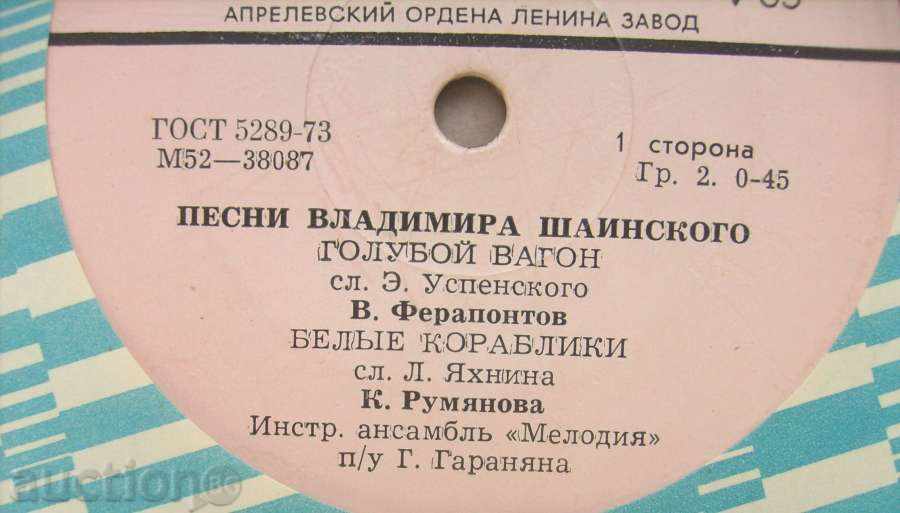 АПРЕЛЕВСКИЙ ОРДЕНА ЛЕНИНА ЗАВОД
ГОСТ 5289-73
М52—38087
1 сторона
Гр. 2. 0-45
ПЕСНИ ВЛАДИМИРА ШАИНСКОГО
ГОЛУБОЙ ВАГОН
сл. Э. Успенского
В. Ферапонтов
БЕЛЫЕ КОРАБЛИКИ
сл. Л. Яхнина
К. Румянова
Инстр. ансамбль «Мелодия»
п/у Г. Гараняна
auction.BG